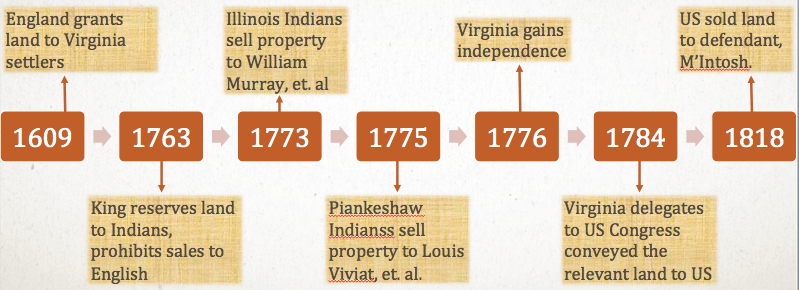 England grants
land to Virginia
settlers
Illinois Indians
sell property
to William
Murray, et. al
Virginia gains
independence
US sold land
to defendant,
M'Intosh.
1609
1763
1773
1775
1776
1784
1818
King reserves land
to Indians,
prohibits sales to
English
Piankeshaw
Indianss sell
property to Louis
Viviat, et. al.
Virginia delegates
to US Congress
conveyed the
relevant land to US